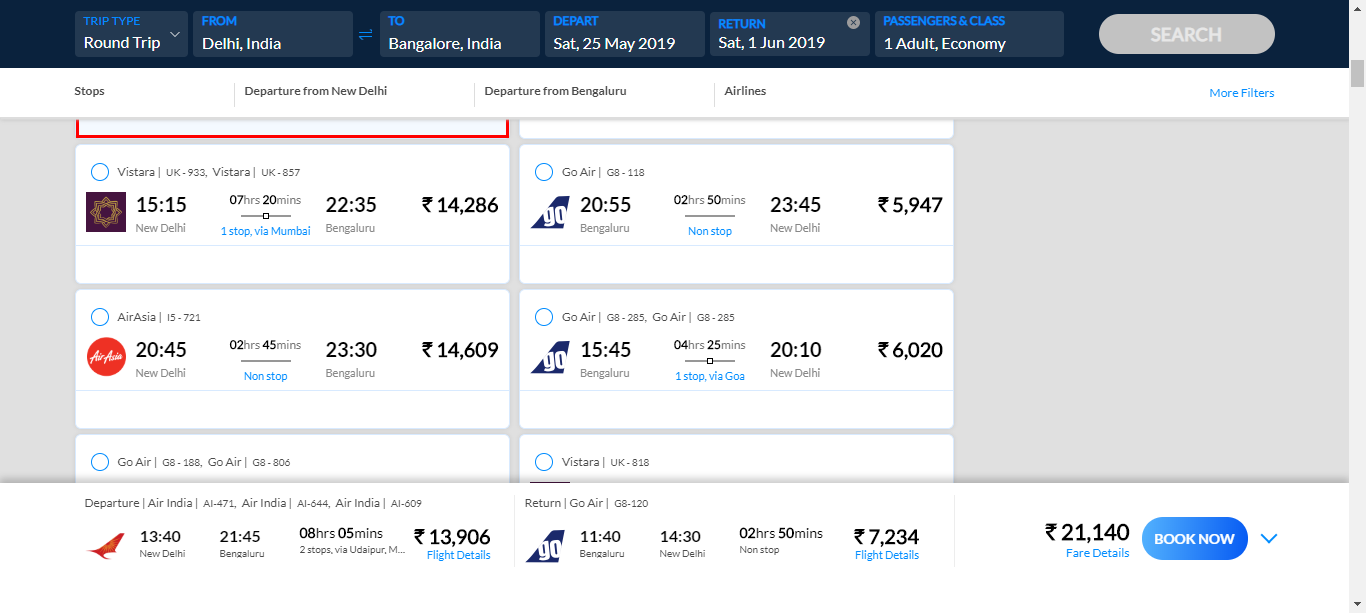 TRIP TYPE
Round Trip
FROM
Delhi, India
TO
Bangalore, India
DEPART
Sat, 25 May 2019
RETURN
Sat, 1 Jun 2019
PASSENGERS & CLASS
1 Adult, Economy
SEARCH
Stops
Departure from New Delhi
Departure from Bengaluru
Airlines
More Filters
Vistara | UK - 933, Vistara | UK - 857
15:15
New Delhi
07hrs 20mins
1 stop, via Mumbai
22:35
Bengaluru
₹ 14,286
Go Air | G8 - 118
go
20:55
Bengaluru
02hrs 50mins
Non stop
23:45
New Delhi
₹ 5,947
AirAsia | I5 - 721
AirAsia
20:45
New Delhi
02hrs 45mins
Non stop
23:30
Bengaluru
₹ 14,609
Go Air | G8 - 285, Go Air | G8 - 285
go
15:45
Bengaluru
04hrs 25mins
1 stop, via Goa
20:10
New Delhi
₹ 6,020
Go Air | G8 - 188, Go Air | G8 - 806
Vistara | UK - 818
Departure | Air India | AI-471, Air India | AI-644, Air India | AI-609
13:40
New Delhi
21:45
Bengaluru
08hrs 05mins
2 stops, via Udaipur, M...
₹ 13,906
Flight Details
Return | Go Air | G8-120
go
11:40
Bengaluru
14:30
New Delhi
02hrs 50mins
Non stop
₹ 7,234
Flight Details
₹ 21,140
Fare Details
BOOK NOW